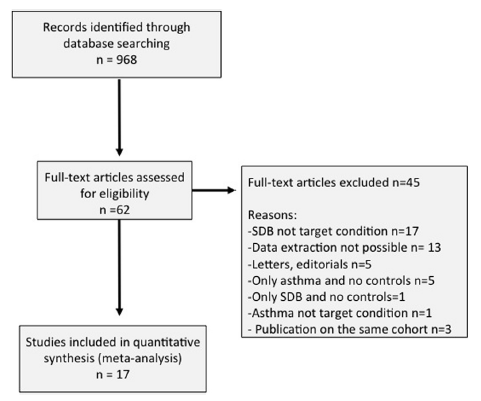 Records identified through
database searching
n = 968
Full-text articles assessed
for eligibility
n =62
Full-text articles excluded n=45
Reasons:
-SDB not target condition n=17
-Data extraction not possible n= 13
-Letters, editorials n=5
-Only asthma and no controls n=5
-Only SDB and no controls=1
-Asthma not target condition n=1
- Publication on the same cohort n=3
Studies included in quantitative
synthesis (meta-analysis)
n = 17